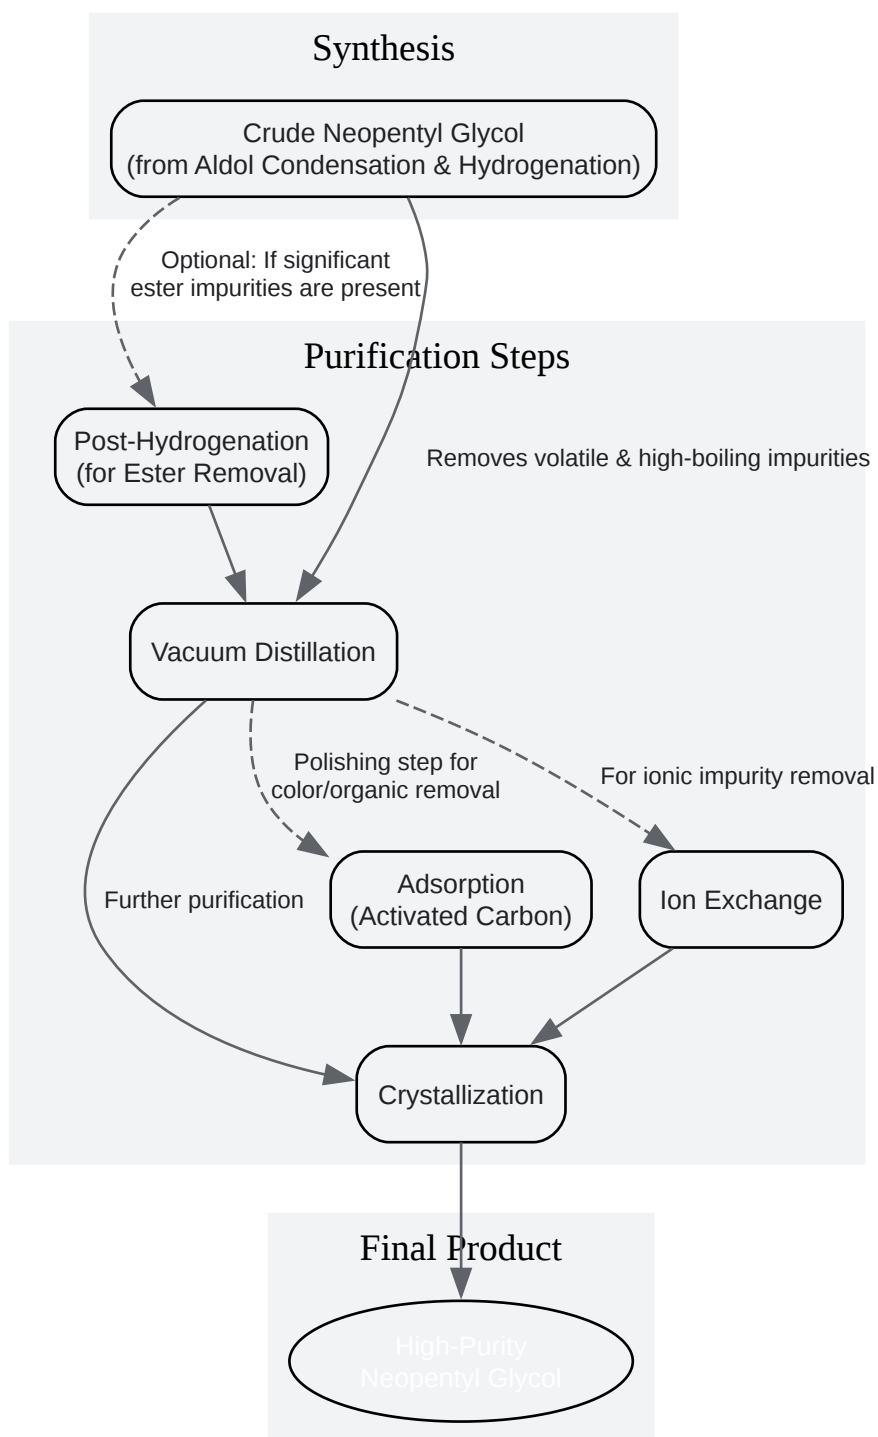 Synthesis
Crude Neopentyl Glycol
(from Aldol Condensation & Hydrogenation)
Optional: If significant
ester impurities are present
Purification Steps
Post-Hydrogenation
(for Ester Removal)
Removes volatile & high-boiling impurities
Vacuum Distillation
Polishing step for
color/organic removal
For ionic impurity removal
Further purification
Adsorption
(Activated Carbon)
Ion Exchange
Crystallization
Final Product
High-Purity
Neopentyl Glycol